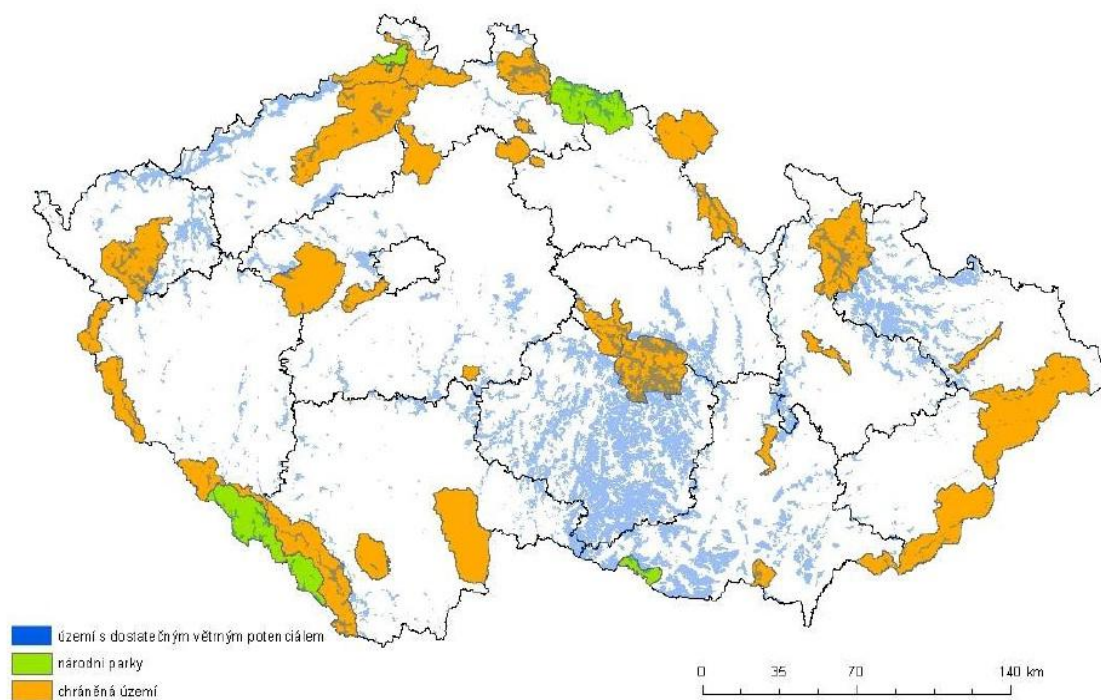 území s dostatečným větrným potenciálem
národní parky
chráněná území
0 35 70 140 km